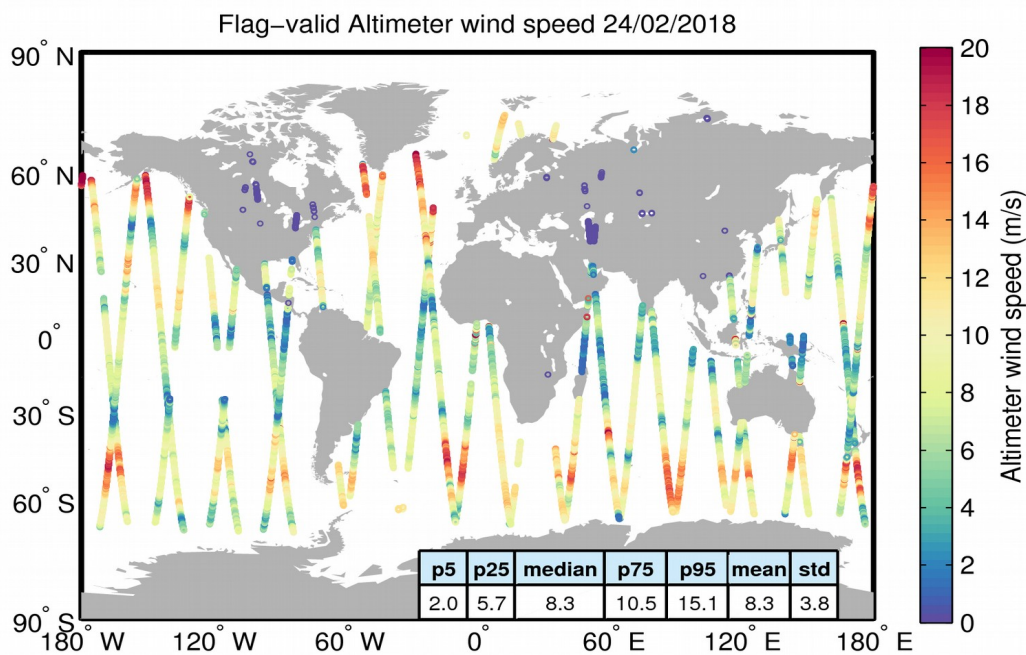 Flag−valid Altimeter wind speed 24/02/2018
90° N
60° N
30° N
0°
30° S
60° S
90° S
180° W
120° W
60° W
0°
60° E
120° E
180° E
p5 p25 median p75 p95 mean std
2.0 5.7 8.3 10.5 15.1 8.3 3.8
20
18
16
14
12
10
8
6
4
2
0
Altimeter wind speed (m/s)